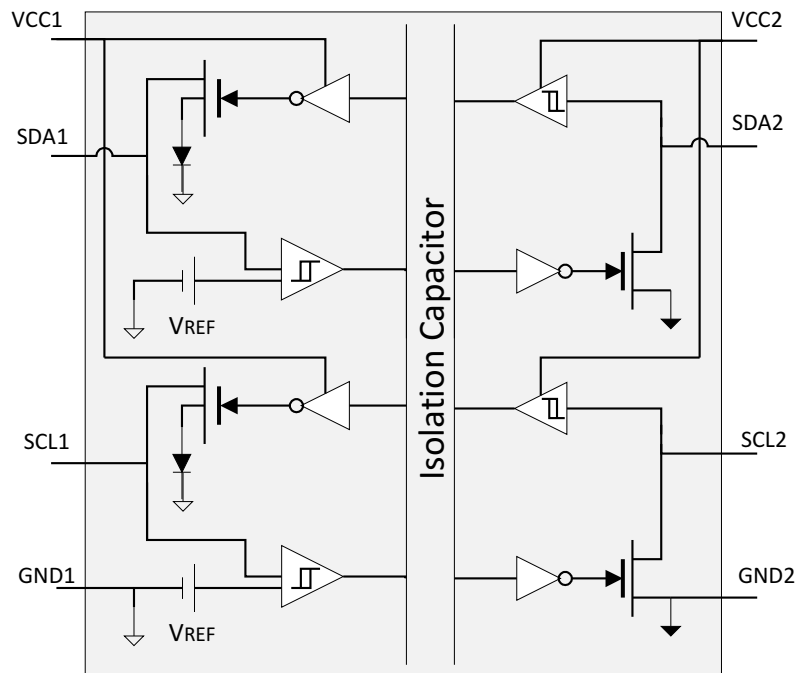 VCC1
VCC2
SDA1
SDA2
VREF
Isolation Capacitor
SCL1
SCL2
GND1
GND2
VREF